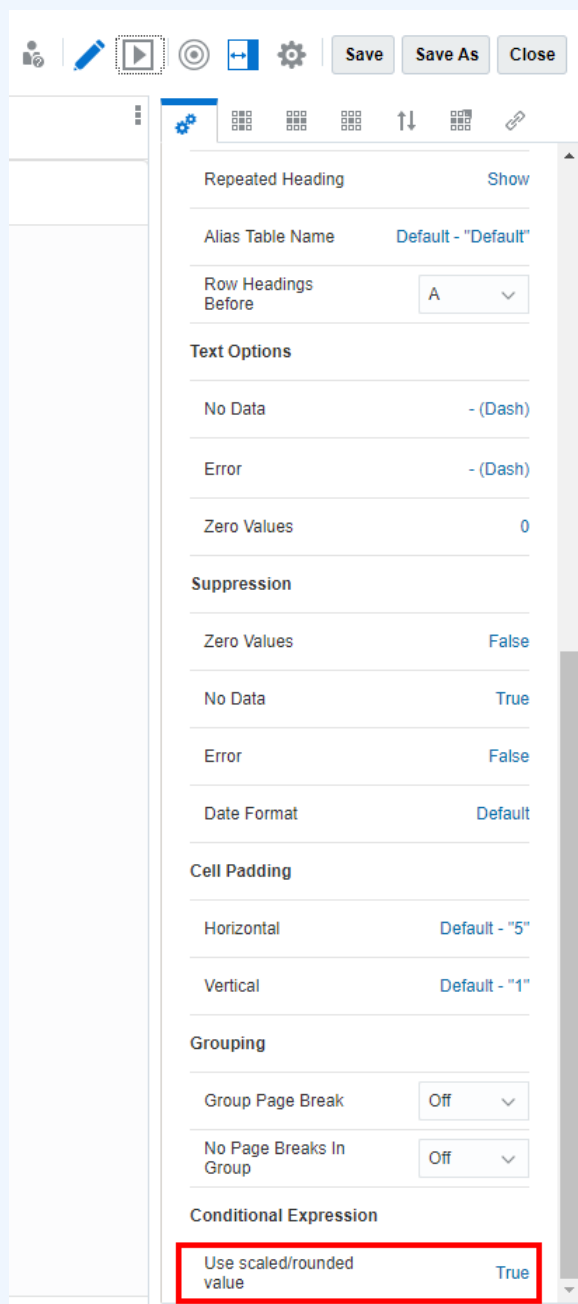 Save Save As Close
Repeated Heading Show
Alias Table Name Default - "Default"
Row Headings
Before A
Text Options
No Data - (Dash)
Error - (Dash)
Zero Values 0
Suppression
Zero Values False
No Data True
Error False
Date Format Default
Cell Padding
Horizontal Default - "5"
Vertical Default - "1"
Grouping
Group Page Break Off
No Page Breaks In
Group Off
Conditional Expression
Use scaled/rounded
value True